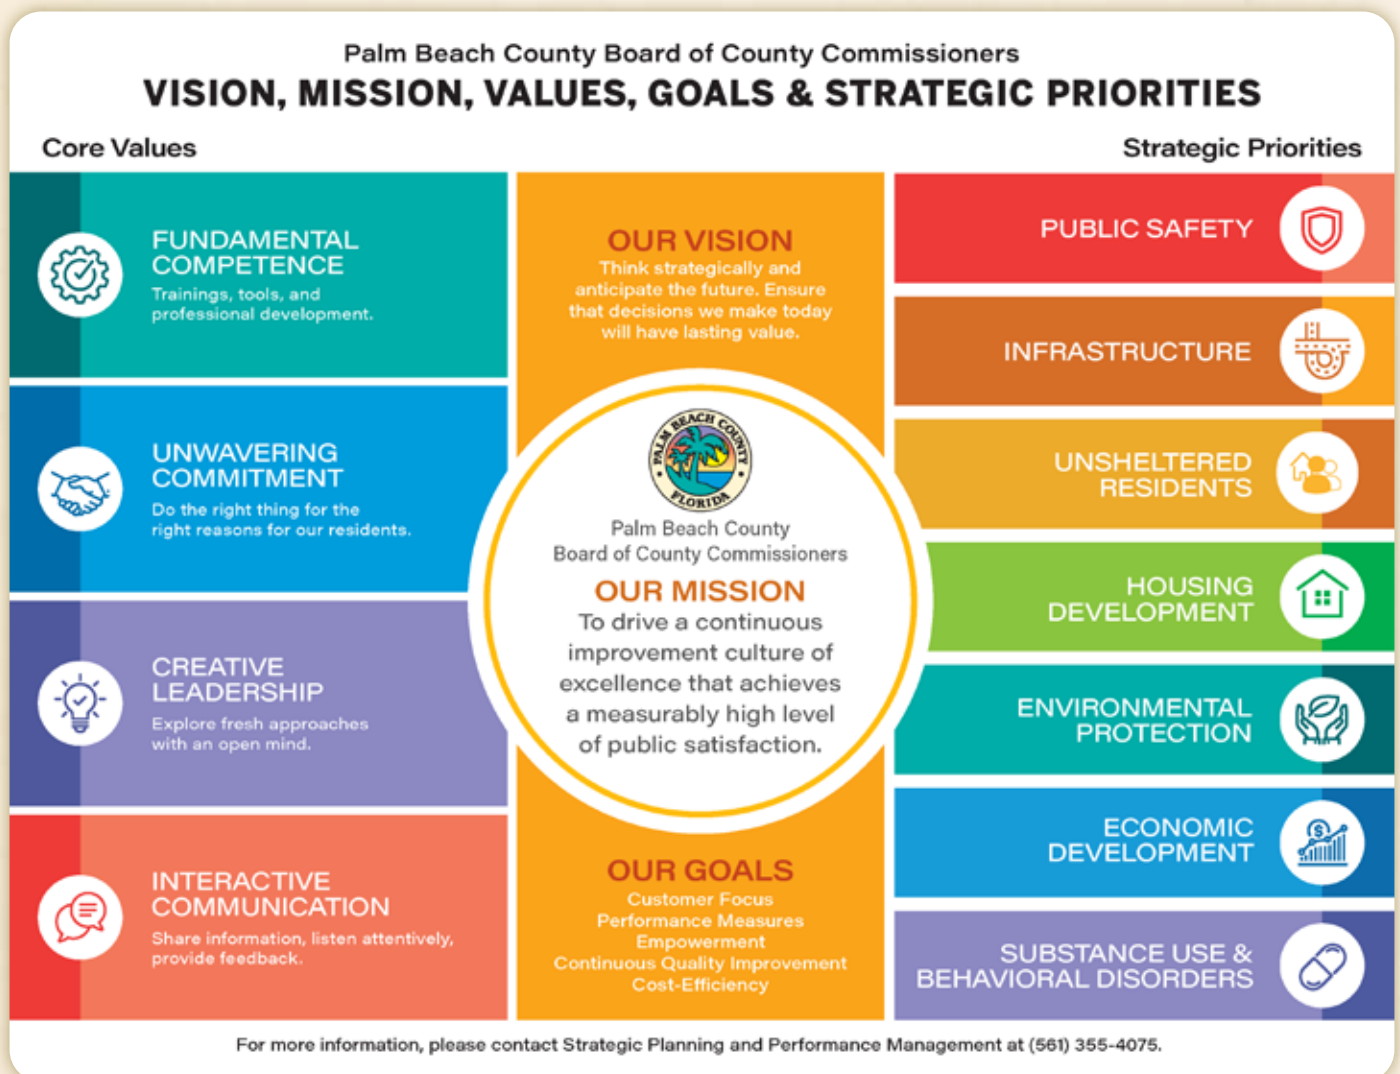 Palm Beach County Board of County Commissioners
VISION, MISSION, VALUES, GOALS & STRATEGIC PRIORITIES
Core Values
FUNDAMENTAL
COMPETENCE
Trainings, tools, and
professional development.
UNWAVERING
COMMITMENT
Do the right thing for the
right reasons for our residents.
CREATIVE
LEADERSHIP
Explore fresh approaches
with an open mind.
INTERACTIVE
COMMUNICATION
Share information, listen attentively,
provide feedback.
OUR VISION
Think strategically and
anticipate the future. Ensure
that decisions we make today
will have lasting value.
PALM BEACH COUNTY
FLORIDA
Palm Beach County
Board of County Commissioners
OUR MISSION
To drive a continuous
improvement culture of
excellence that achieves
a measurably high level
of public satisfaction.
OUR GOALS
Customer Focus
Performance Measures
Empowerment
Continuous Quality Improvement
Cost-Efficiency
Strategic Priorities
PUBLIC SAFETY
INFRASTRUCTURE
UNSHELTERED
RESIDENTS
HOUSING
DEVELOPMENT
ENVIRONMENTAL
PROTECTION
$
ECONOMIC
DEVELOPMENT
SUBSTANCE USE &
BEHAVIORAL DISORDERS
For more information, please contact Strategic Planning and Performance Management at (561) 355-4075.